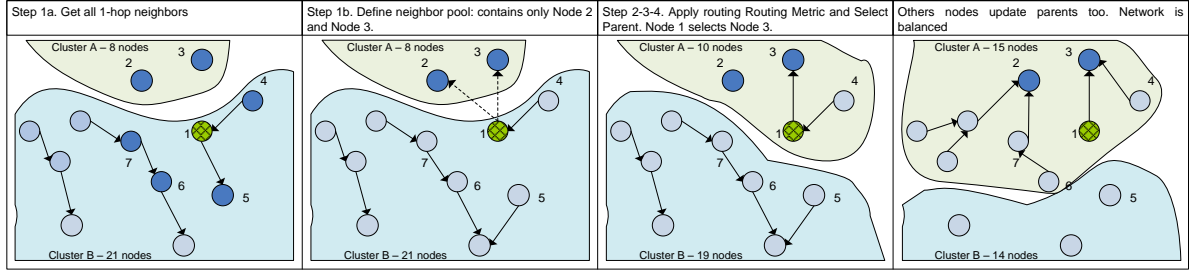 Step 1a. Get all 1-hop neighbors
Cluster A – 8 nodes
3
2
4
1
7
6
5
Cluster B – 21 nodes
Step 1b. Define neighbor pool: contains only Node 2
and Node 3.
Cluster A – 8 nodes
3
2
4
1
7
6
5
Cluster B – 21 nodes
Step 2-3-4. Apply routing Routing Metric and Select
Parent. Node 1 selects Node 3.
Cluster A – 10 nodes
3
2
4
1
7
6
5
Cluster B – 19 nodes
Others nodes update parents too. Network is
balanced
Cluster A – 15 nodes
3
2
4
1
7
6
5
Cluster B – 14 nodes